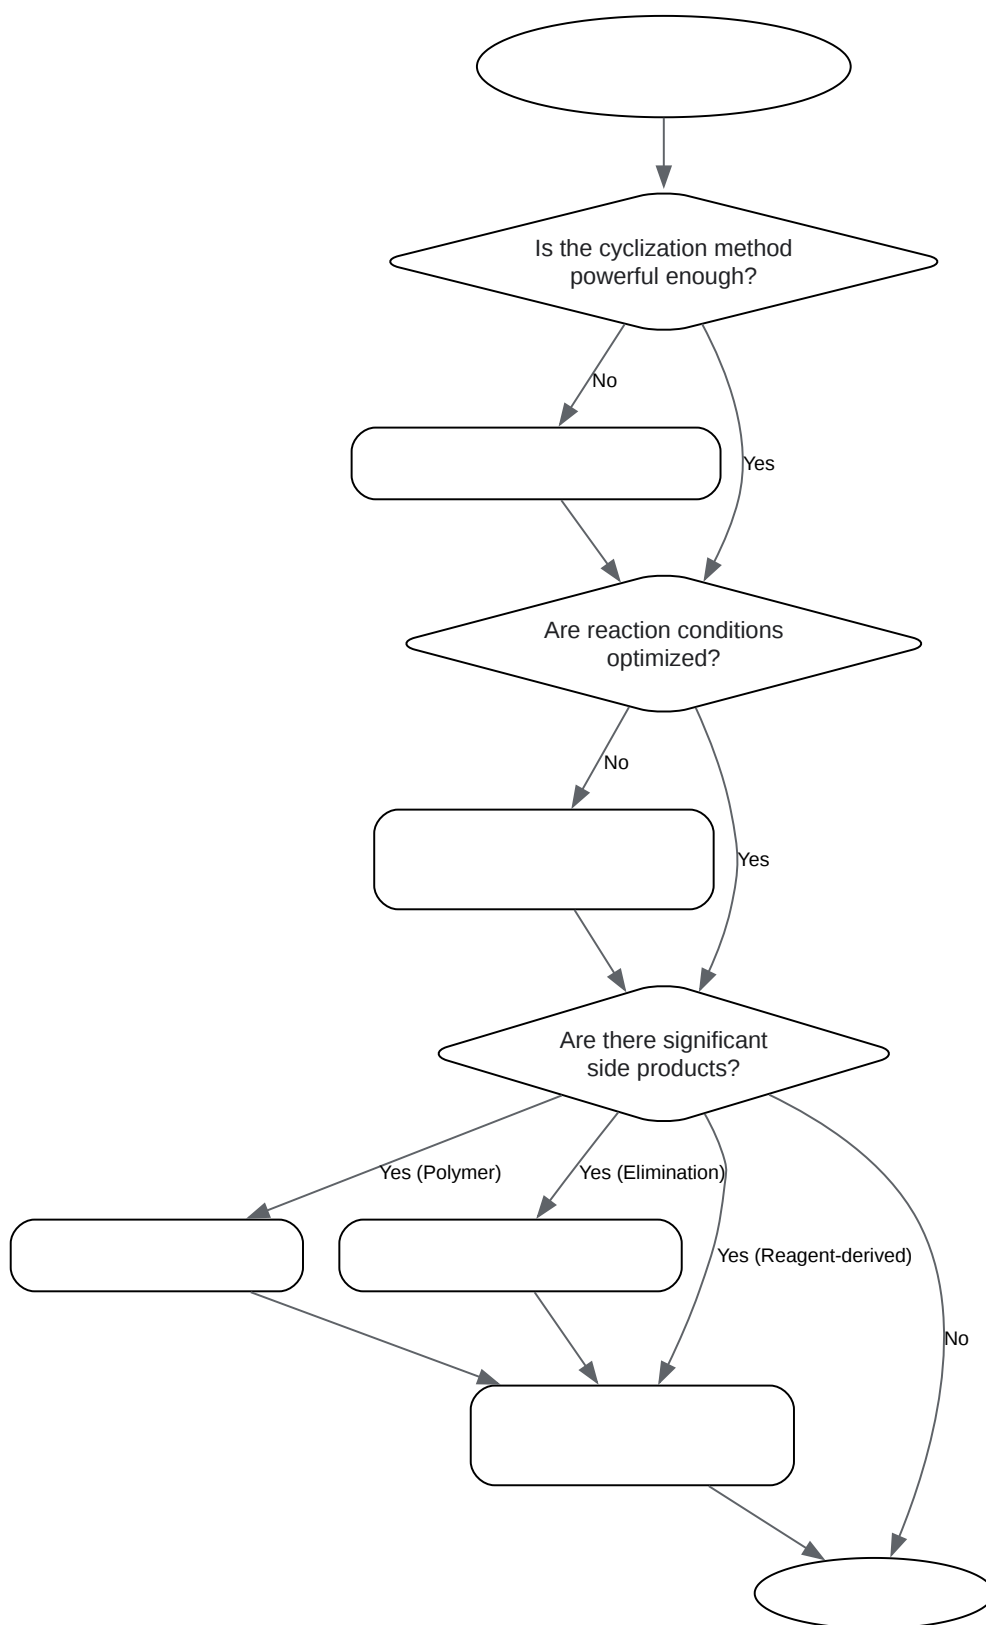 Is the cyclization method
powerful enough?
No
Yes
Are reaction conditions
optimized?
No
Yes
Are there significant
side products?
Yes (Polymer)
Yes (Elimination)
Yes (Reagent-derived)
No